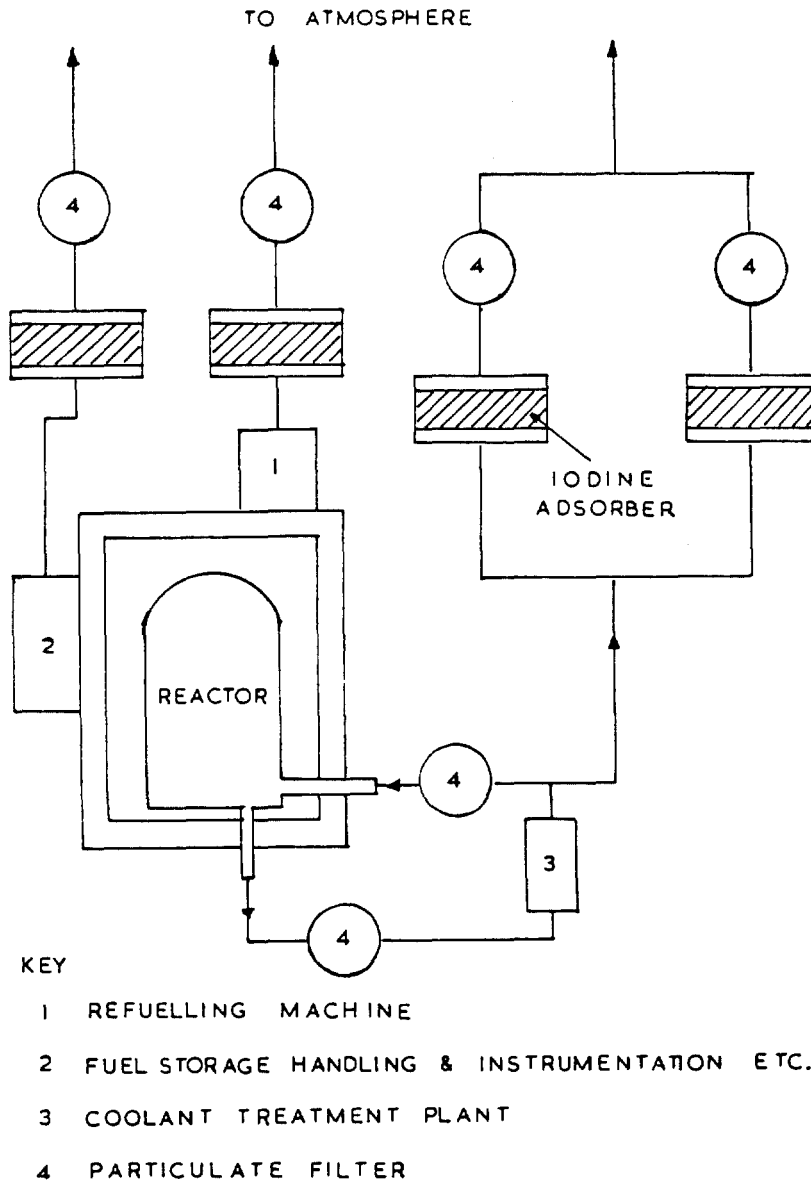 TO ATMOSPHERE
4
4
4
4
1
IODINE
ADSORBER
2
REACTOR
4
3
4
KEY
1 REFUELLING MACHINE
2 FUEL STORAGE HANDLING & INSTRUMENTATION ETC.
3 COOLANT TREATMENT PLANT
4 PARTICULATE FILTER